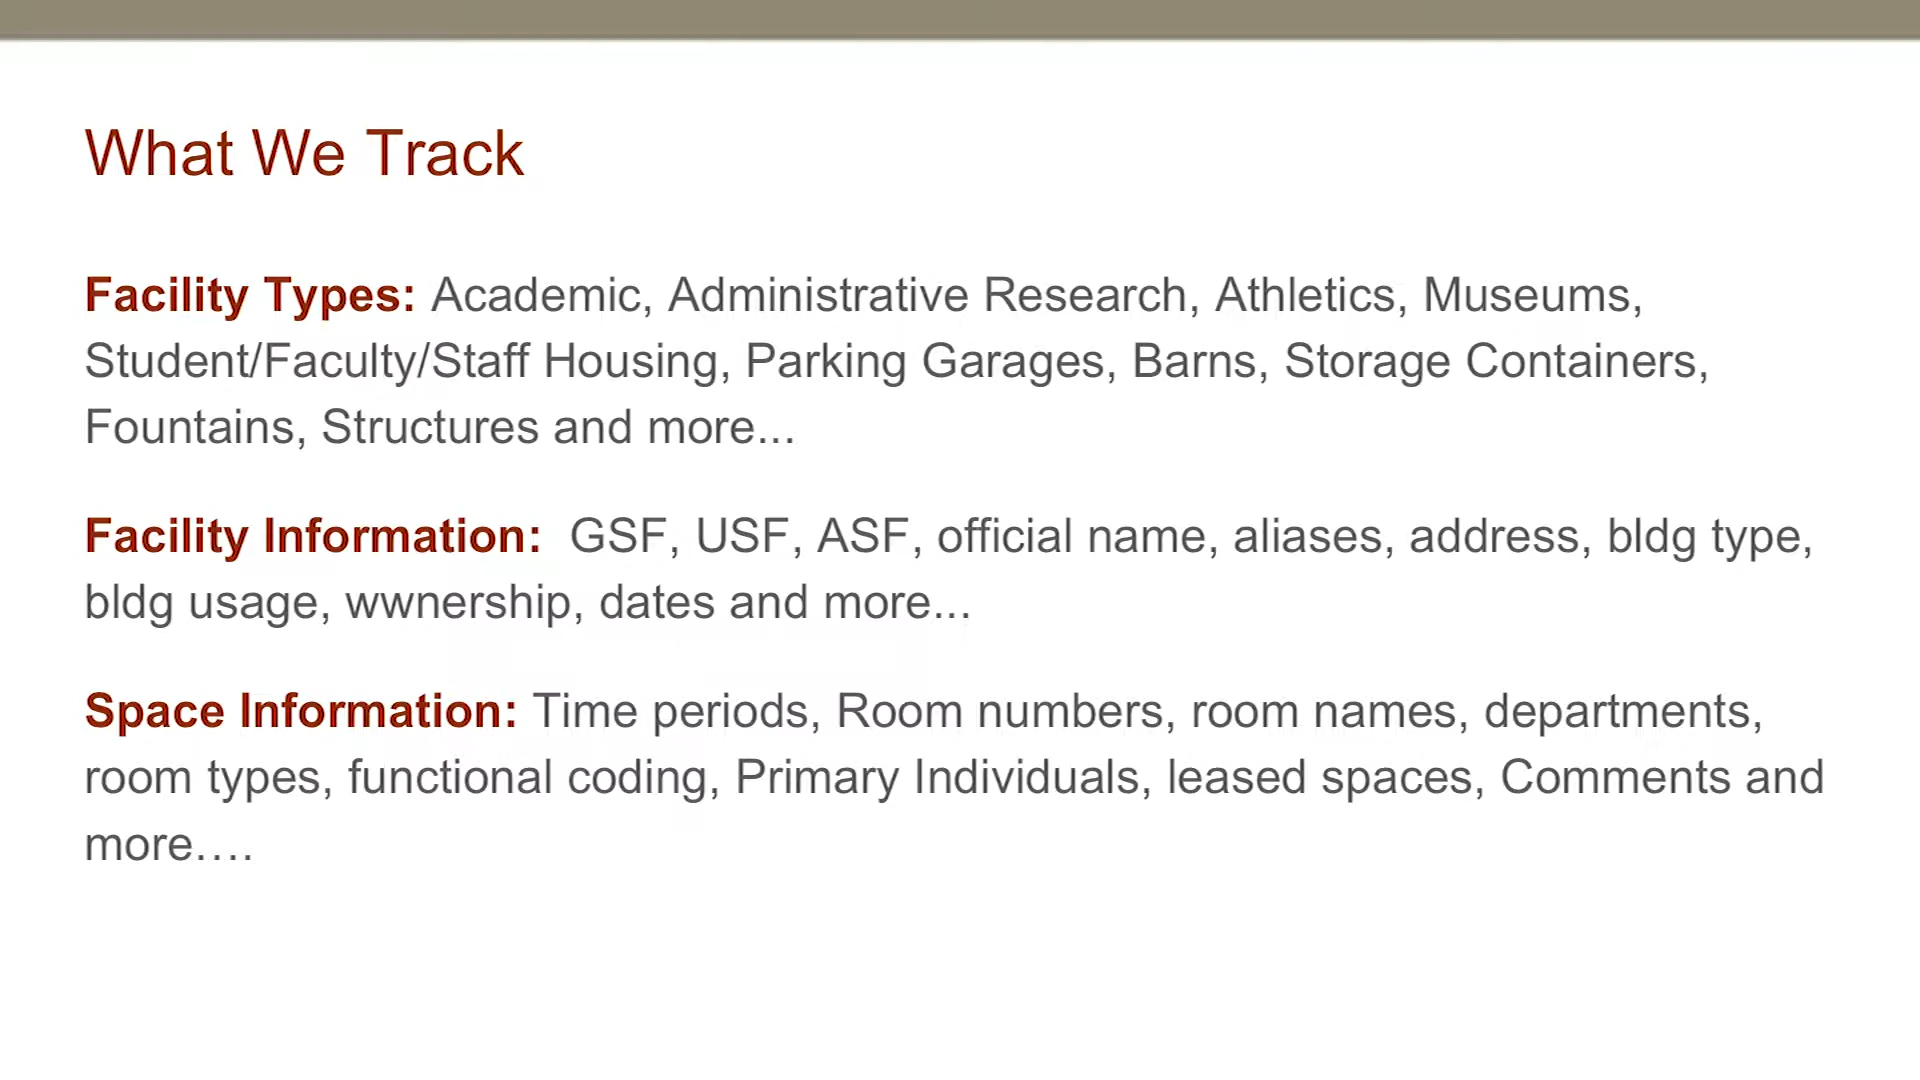 What We Track
Facility Types: Academic, Administrative Research, Athletics, Museums,
Student/Faculty/Staff Housing, Parking Garages, Barns, Storage Containers,
Fountains, Structures and more...
Facility Information:  GSF, USF, ASF, official name, aliases, address, bldg type,
bldg usage, wwnership, dates and more...
Space Information: Time periods, Room numbers, room names, departments,
room types, functional coding, Primary Individuals, leased spaces, Comments and
more….